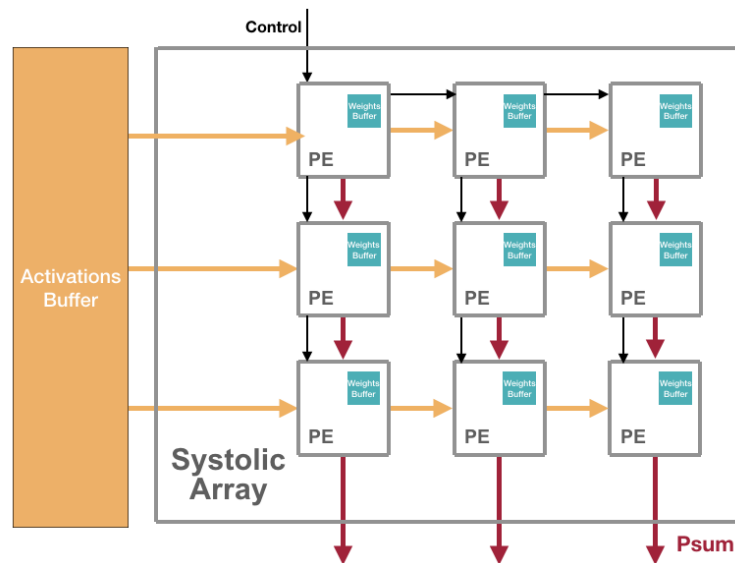 Control
Weights
Buffer
PE
Weights
Buffer
PE
Weights
Buffer
PE
Activations
Buffer
Weights
Buffer
PE
Weights
Buffer
PE
Weights
Buffer
PE
Weights
Buffer
PE
Weights
Buffer
PE
Weights
Buffer
PE
Systolic
Array
Psum